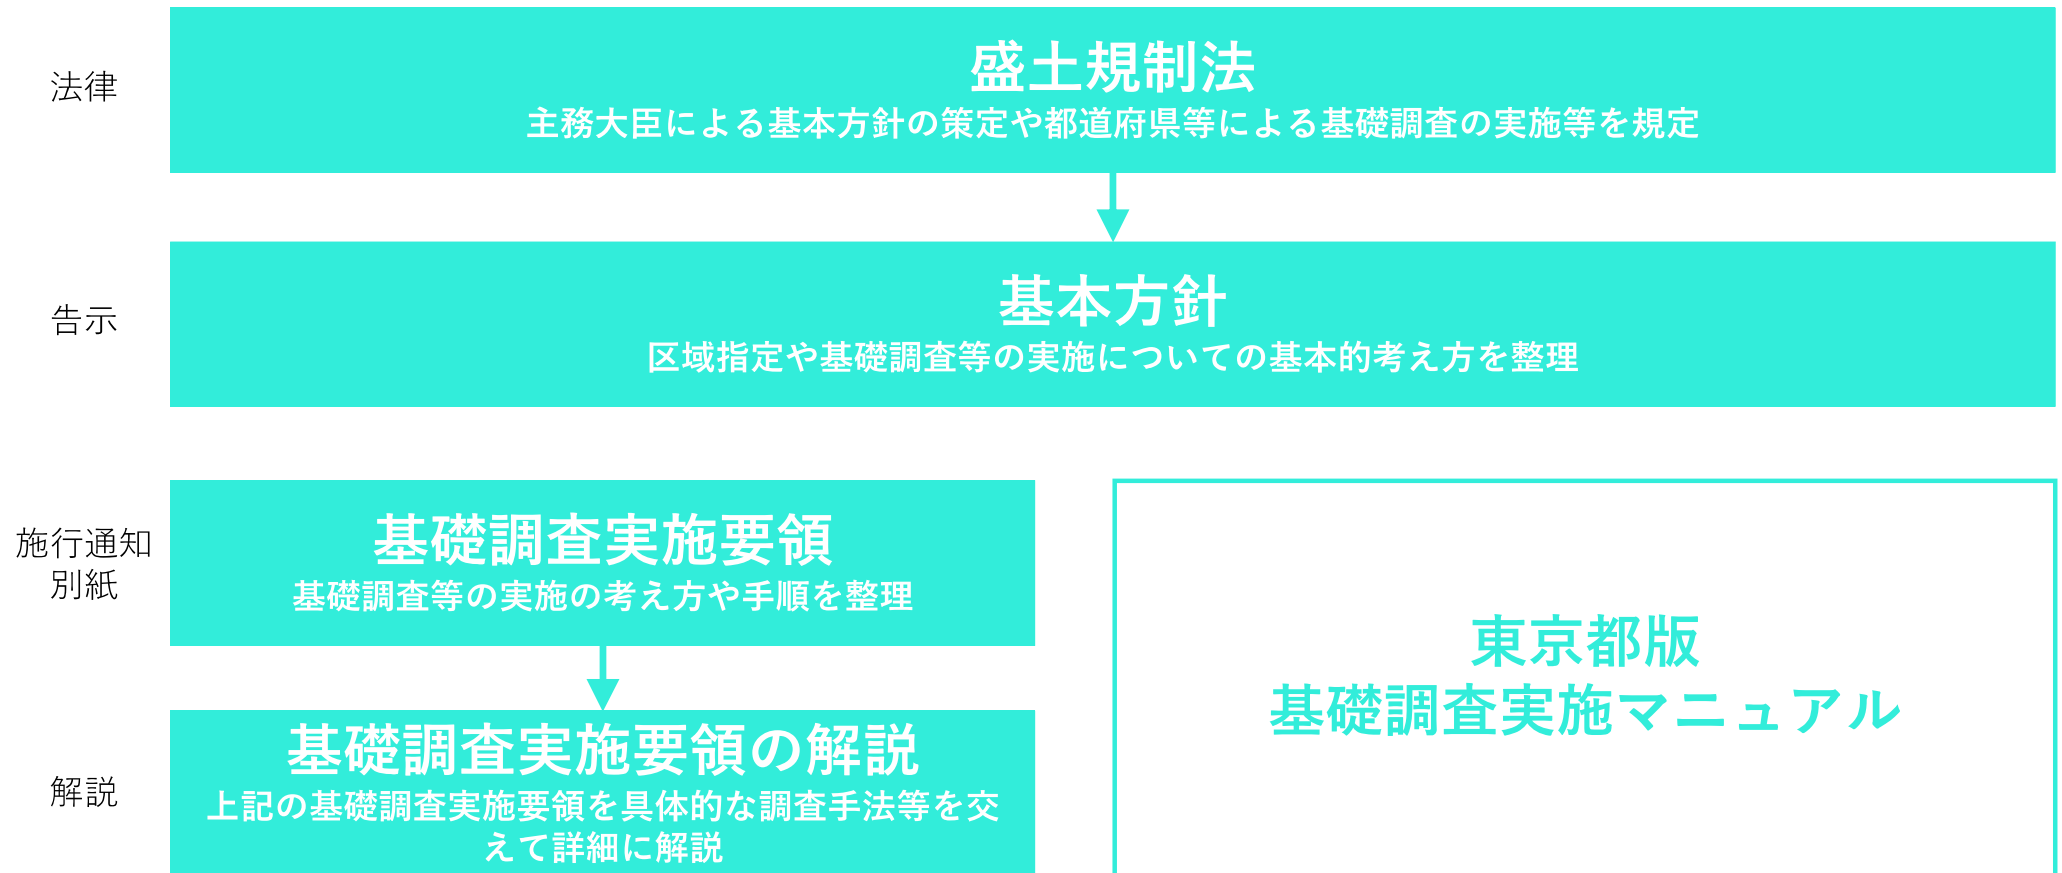 法律
盛土規制法
主務大臣による基本方針の策定や都道府県等による基礎調査の実施等を規定
告示
基本方針
区域指定や基礎調査等の実施についての基本的考え方を整理
施行通知
別紙
基礎調査実施要領
基礎調査等の実施の考え方や手順を整理
東京都版
基礎調査実施マニュアル
解説
基礎調査実施要領の解説
上記の基礎調査実施要領を具体的な調査手法等を交
えて詳細に解説